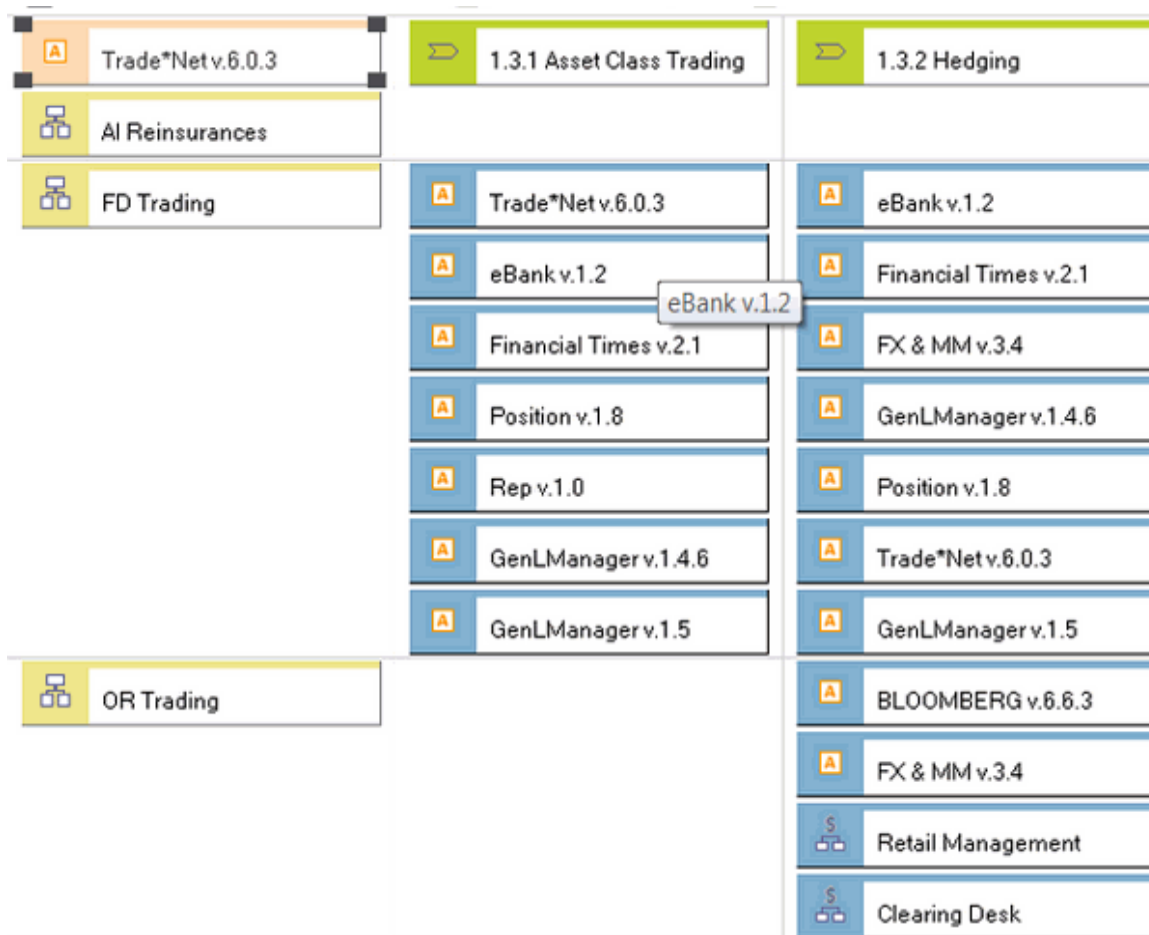 Trade*Net v.6.0.3
1.3.1 Asset Class Trading
1.3.2 Hedging
AI Reinsurances
FD Trading
Trade*Net v.6.0.3
eBank v.1.2
eBank v.1.2
Financial Times v.2.1
eBank v.1.2
Financial Times v.2.1
FX & MM v.3.4
Position v.1.8
GenLManager v.1.4.6
Rep v.1.0
Position v.1.8
GenLManager v.1.4.6
Trade*Net v.6.0.3
GenLManager v.1.5
GenLManager v.1.5
OR Trading
BLOOMBERG v.6.6.3
FX & MM v.3.4
Retail Management
Clearing Desk